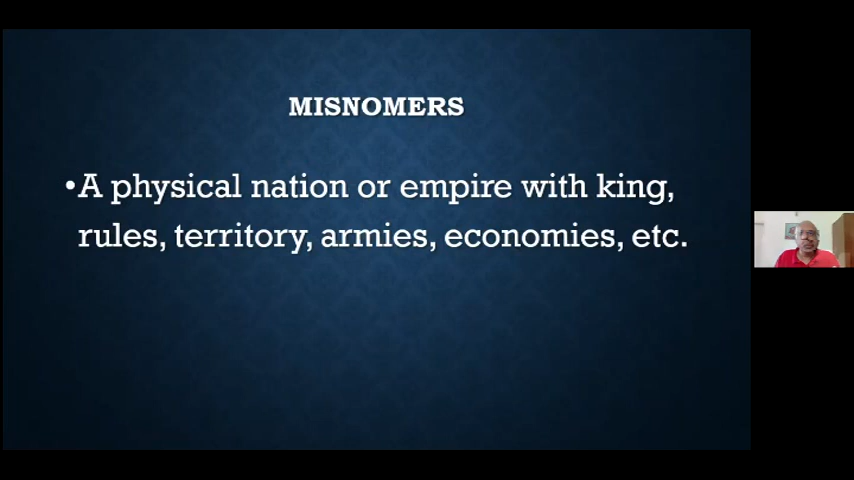 MISNOMERS
•A physical nation or empire with king,
rules, territory, armies, economies, etc.